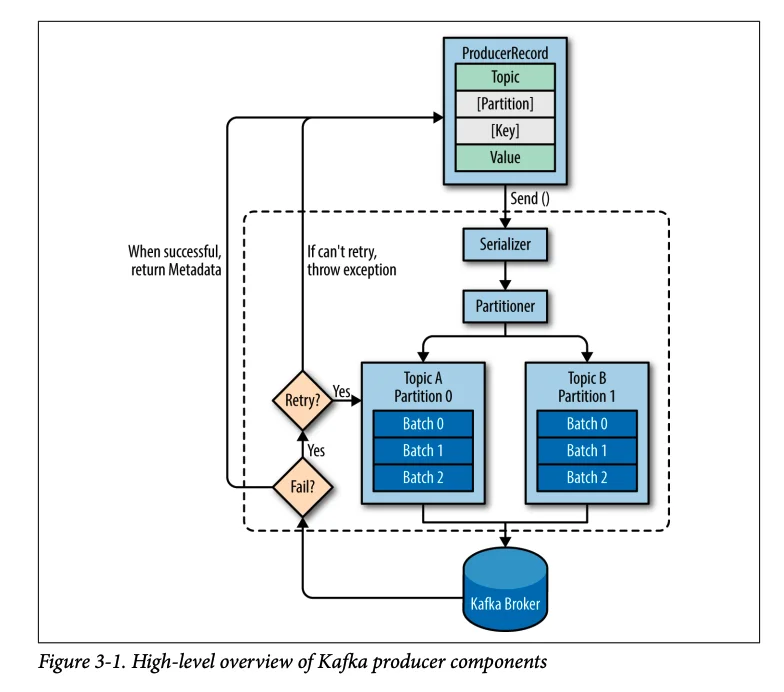 ProducerRecord
Topic
[Partition]
[Key]
Value
Send ()
Serializer
Partitioner
When successful,
return Metadata
If can't retry,
throw exception
Topic A
Partition 0
Batch 0
Batch 1
Batch 2
Topic B
Partition 1
Batch 0
Batch 1
Batch 2
Retry?
Yes
Yes
Fail?
Kafka Broker
Figure 3-1. High-level overview of Kafka producer components